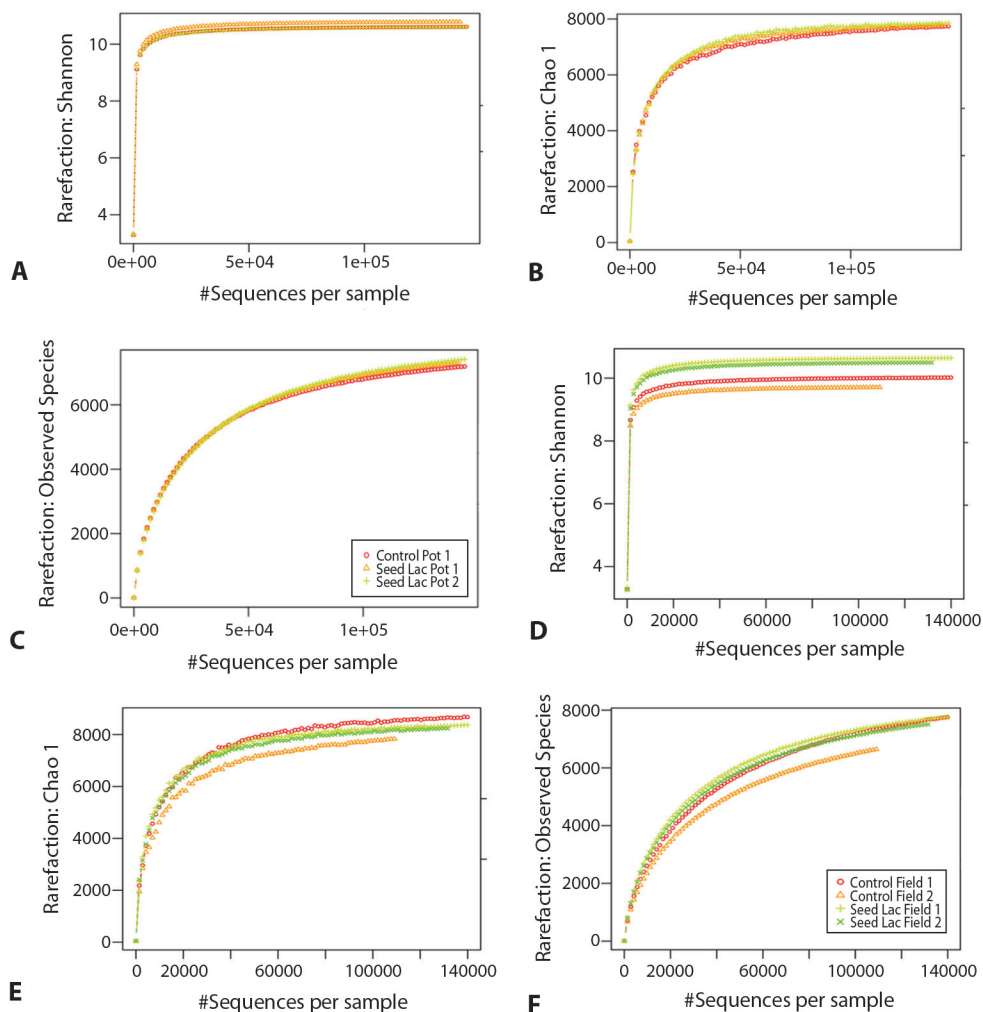 Rarefaction: Shannon
10
8
6
4
0e+00 5e+04 1e+05
#Sequences per sample
A
Rarefaction: Chao 1
8000
6000
4000
2000
0
0e+00 5e+04 1e+05
#Sequences per sample
B
Rarefaction: Observed Species
6000
4000
2000
0
Control Pot 1
Seed Lac Pot 1
Seed Lac Pot 2
0e+00 5e+04 1e+05
#Sequences per sample
C
Rarefaction: Shannon
10
8
6
4
0 20000 60000 100000 140000
#Sequences per sample
D
Rarefaction: Chao 1
8000
6000
4000
2000
0
0 20000 60000 100000 140000
#Sequences per sample
E
Rarefaction: Observed Species
8000
6000
4000
2000
0
Control Field 1
Control Field 2
Seed Lac Field 1
Seed Lac Field 2
0 20000 60000 100000 140000
#Sequences per sample
F